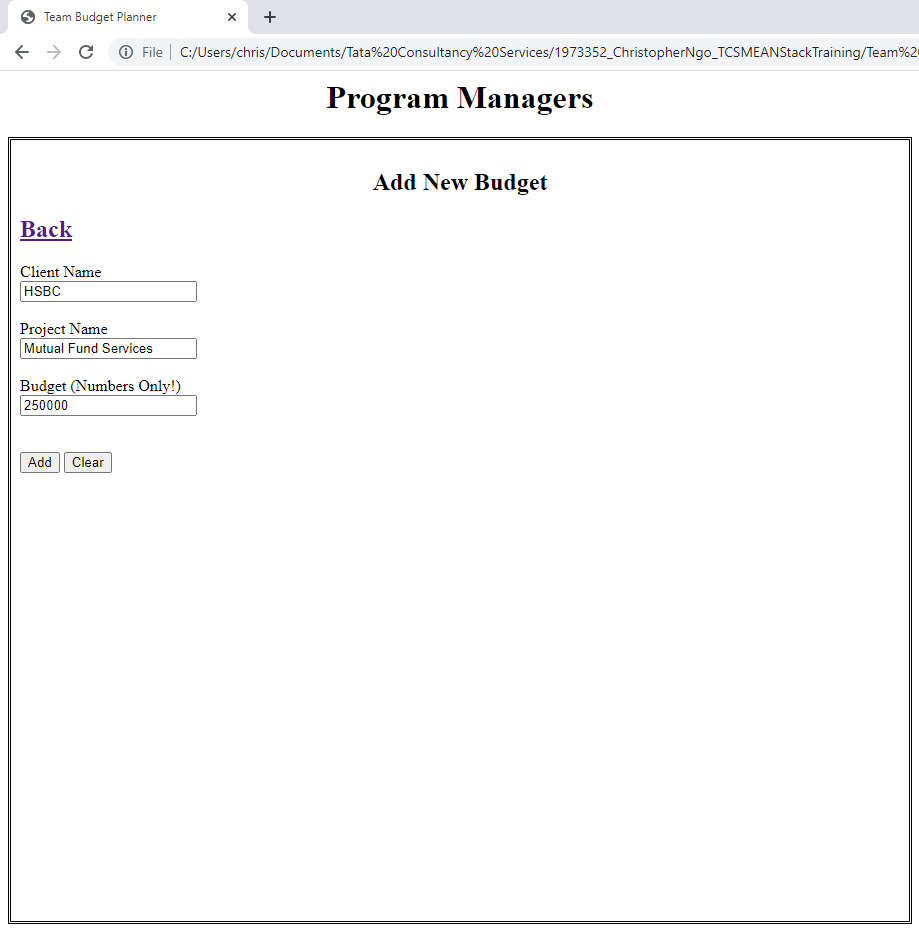 Team Budget Planner
File C:/Users/chris/Documents/Tata%20Consultancy%20Services/1973352_ChristopherNgo_TCSMEANStackTraining/Team%2
Program Managers
Add New Budget
Back
Client Name
HSBC
Project Name
Mutual Fund Services
Budget (Numbers Only!)
250000
Add Clear